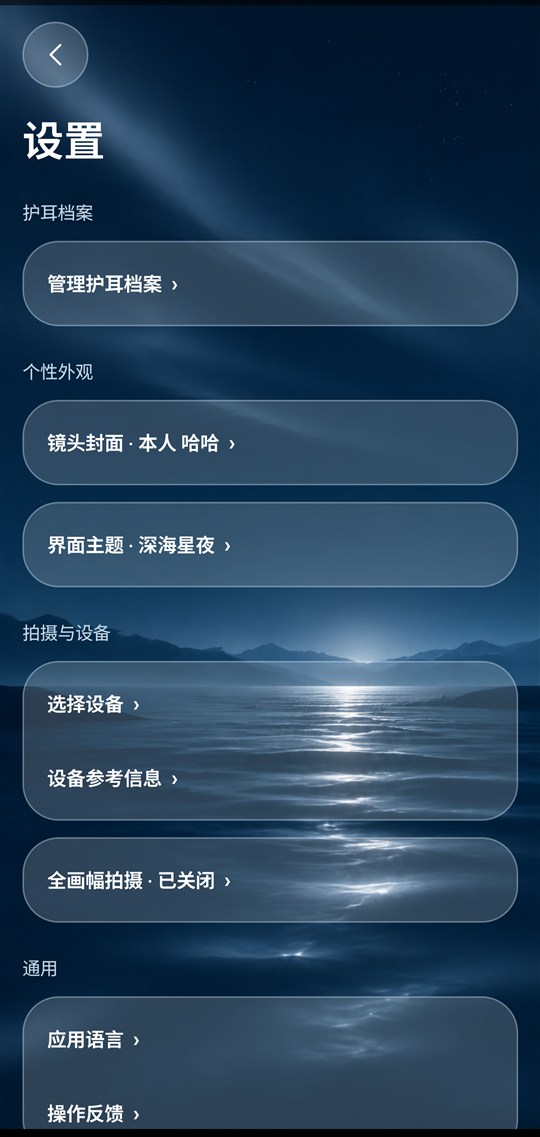 设置
护耳档案
管理护耳档案 ›
个性外观
镜头封面 · 本人 哈哈 ›
界面主题 · 深海星夜 ›
拍摄与设备
选择设备 ›
设备参考信息 ›
全画幅拍摄 · 已关闭 ›
通用
应用语言 ›
操作反馈 ›